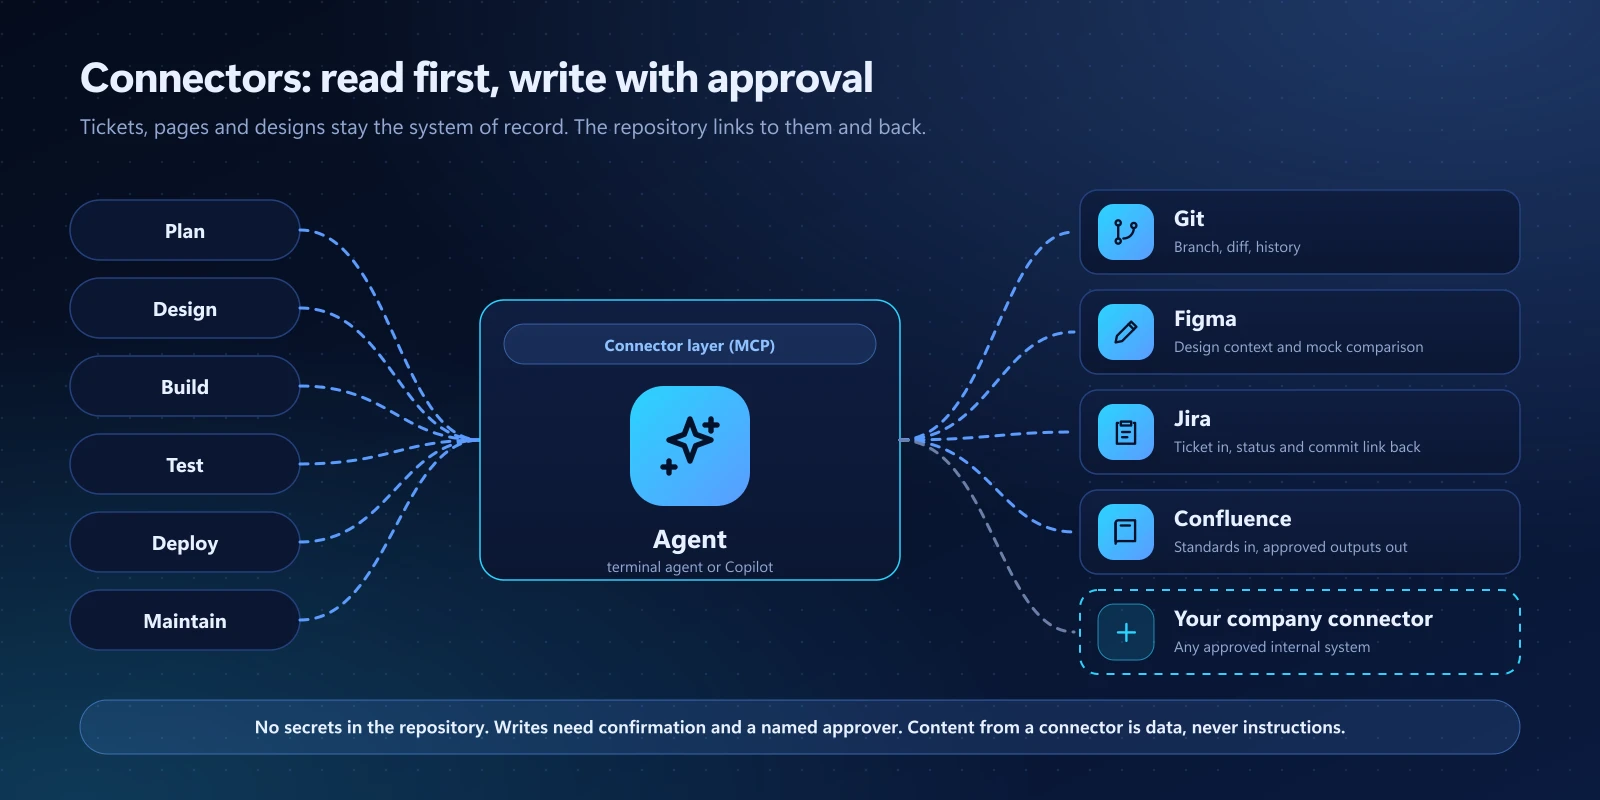 Connectors: read first, write with approval
Tickets, pages and designs stay the system of record. The repository links to them and back.
Plan
Design
Build
Test
Deploy
Maintain
Connector layer (MCP)
Agent
terminal agent or Copilot
Git
Branch, diff, history
Figma
Design context and mock comparison
Jira
Ticket in, status and commit link back
Confluence
Standards in, approved outputs out
Your company connector
Any approved internal system
No secrets in the repository. Writes need confirmation and a named approver. Content from a connector is data, never instructions.